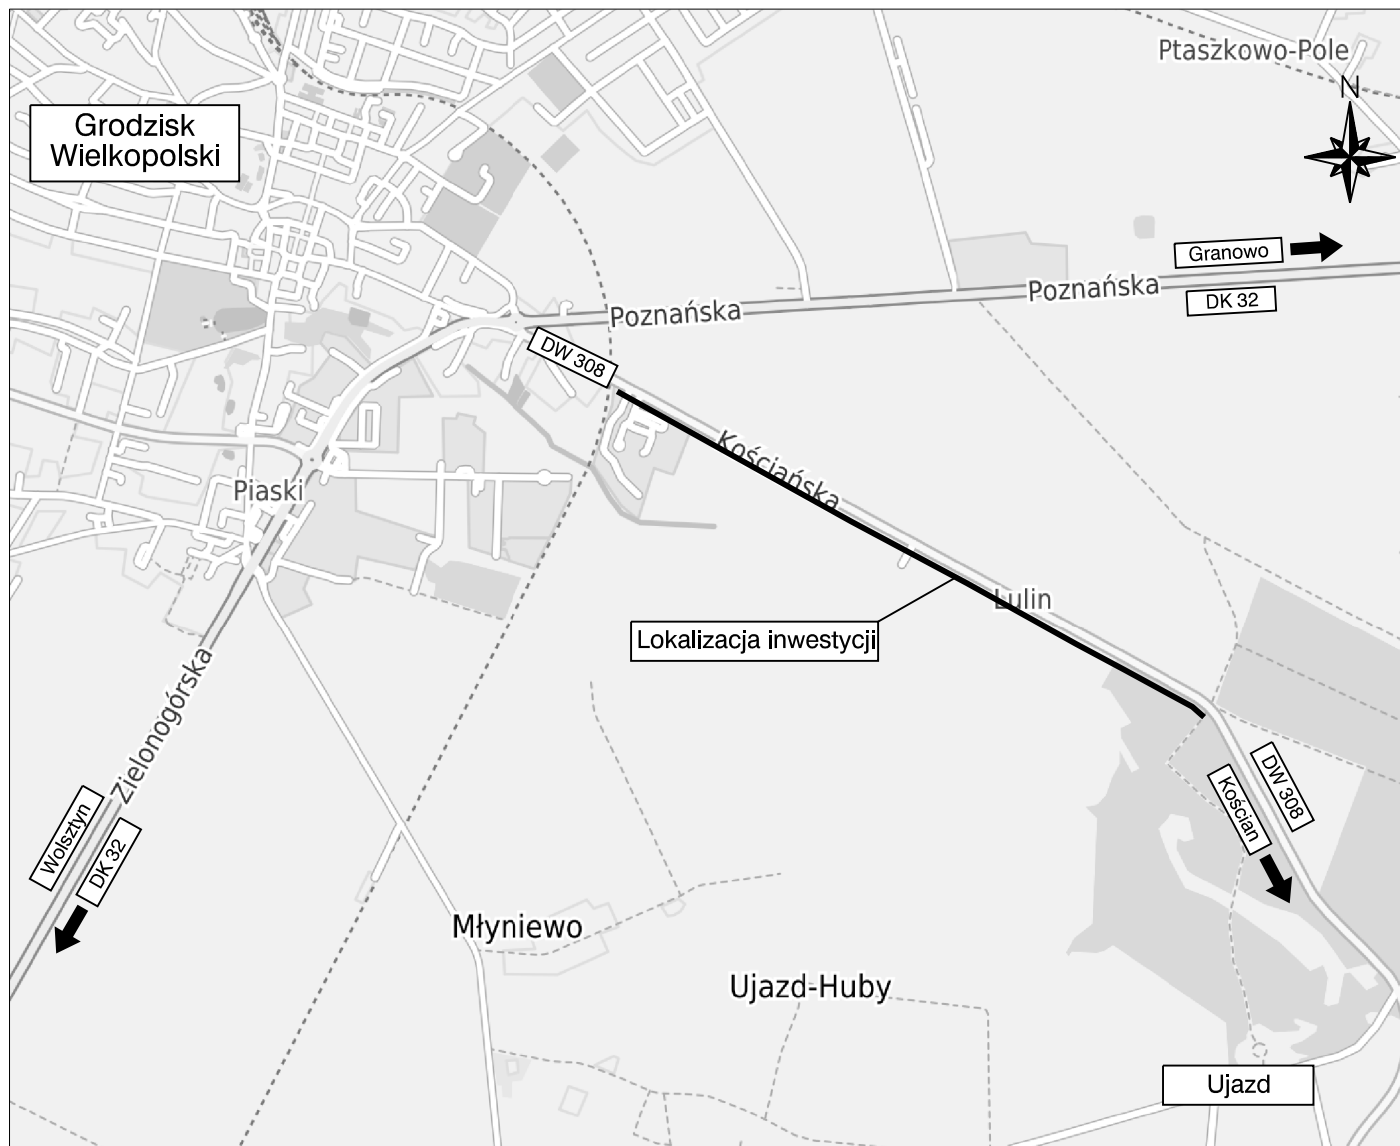 Ptaszkowo-Pole
N
Grodzisk
Wielkopolski
Granowo
Poznańska
DK 32
Poznańska
DW 308
Kościańska
Piaski
Lulin
Lokalizacja inwestycji
Zielonogórska
Wolsztyn
DK 32
DW 308
Kościan
Młyniewo
Ujazd-Huby
Ujazd